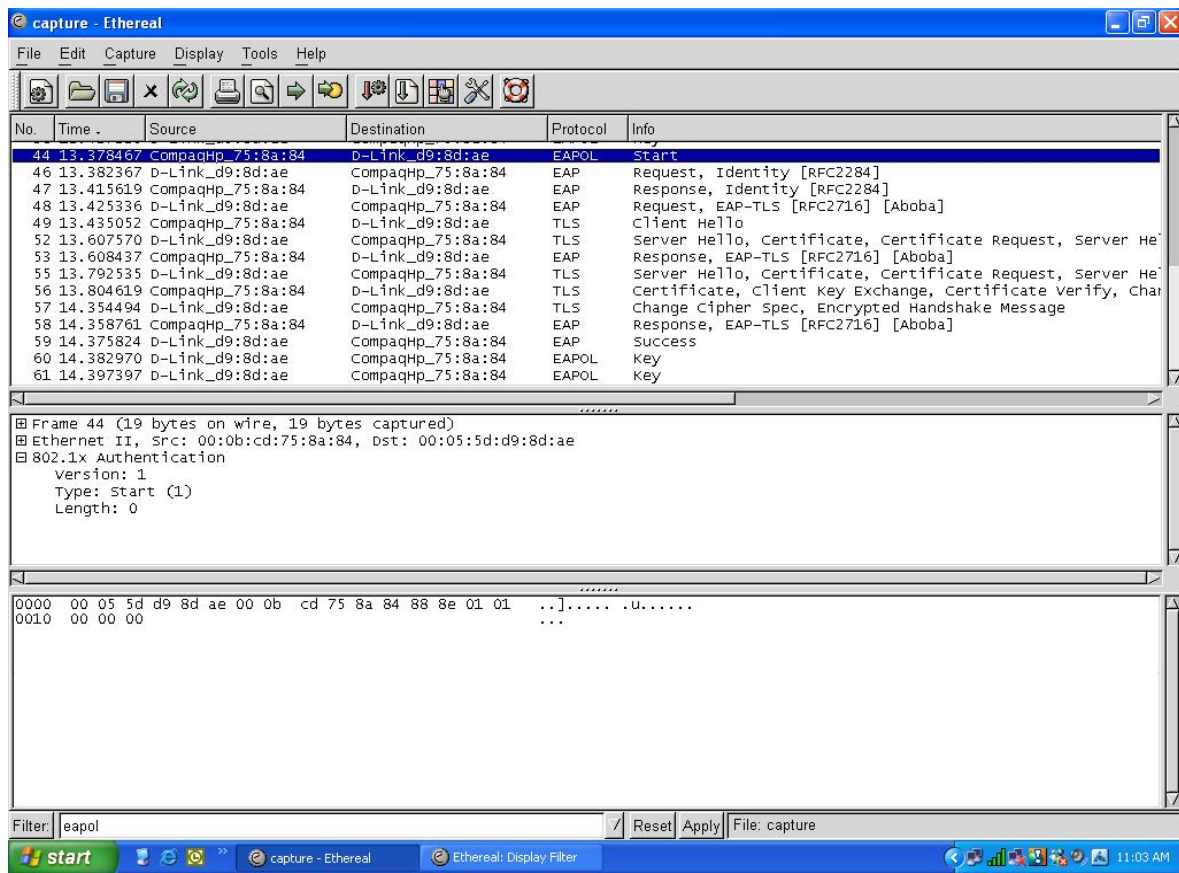 capture - Ethereal
File Edit Capture Display Tools Help
No. Time . Source Destination Protocol Info
44 13.378467 CompaqHp_75:8a:84 D-Link_d9:8d:ae EAPOL Start
46 13.382367 D-Link_d9:8d:ae CompaqHp_75:8a:84 EAP Request, Identity [RFC2284]
47 13.415619 CompaqHp_75:8a:84 D-Link_d9:8d:ae EAP Response, Identity [RFC2284]
48 13.425336 D-Link_d9:8d:ae CompaqHp_75:8a:84 EAP Request, EAP-TLS [RFC2716] [Aboba]
49 13.435052 CompaqHp_75:8a:84 D-Link_d9:8d:ae TLS Client Hello
52 13.607570 D-Link_d9:8d:ae CompaqHp_75:8a:84 TLS Server Hello, Certificate, Certificate Request, Server Hel
53 13.608437 CompaqHp_75:8a:84 D-Link_d9:8d:ae EAP Response, EAP-TLS [RFC2716] [Aboba]
55 13.792535 D-Link_d9:8d:ae CompaqHp_75:8a:84 TLS Server Hello, Certificate, Certificate Request, Server Hel
56 13.804619 CompaqHp_75:8a:84 D-Link_d9:8d:ae TLS Certificate, Client Key Exchange, Certificate Verify, Chan
57 14.354494 D-Link_d9:8d:ae CompaqHp_75:8a:84 TLS Change Cipher Spec, Encrypted Handshake Message
58 14.358761 CompaqHp_75:8a:84 D-Link_d9:8d:ae EAP Response, EAP-TLS [RFC2716] [Aboba]
59 14.375824 D-Link_d9:8d:ae CompaqHp_75:8a:84 EAP Success
60 14.382970 D-Link_d9:8d:ae CompaqHp_75:8a:84 EAPOL Key
61 14.397397 D-Link_d9:8d:ae CompaqHp_75:8a:84 EAPOL Key
Frame 44 (19 bytes on wire, 19 bytes captured)
Ethernet II, Src: 00:0b:cd:75:8a:84, Dst: 00:05:5d:d9:8d:ae
802.1x Authentication
Version: 1
Type: Start (1)
Length: 0
0000 00 05 5d d9 8d ae 00 0b cd 75 8a 84 88 8e 01 01 ..]..... .u......
0010 00 00 00 ...
Filter: eapol Reset Apply File: capture
start » capture - Ethereal Ethereal: Display Filter 11:03 AM